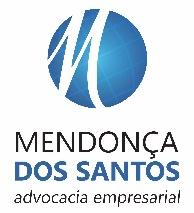 M
MENDONÇA
DOS SANTOS
advocacia empresarial